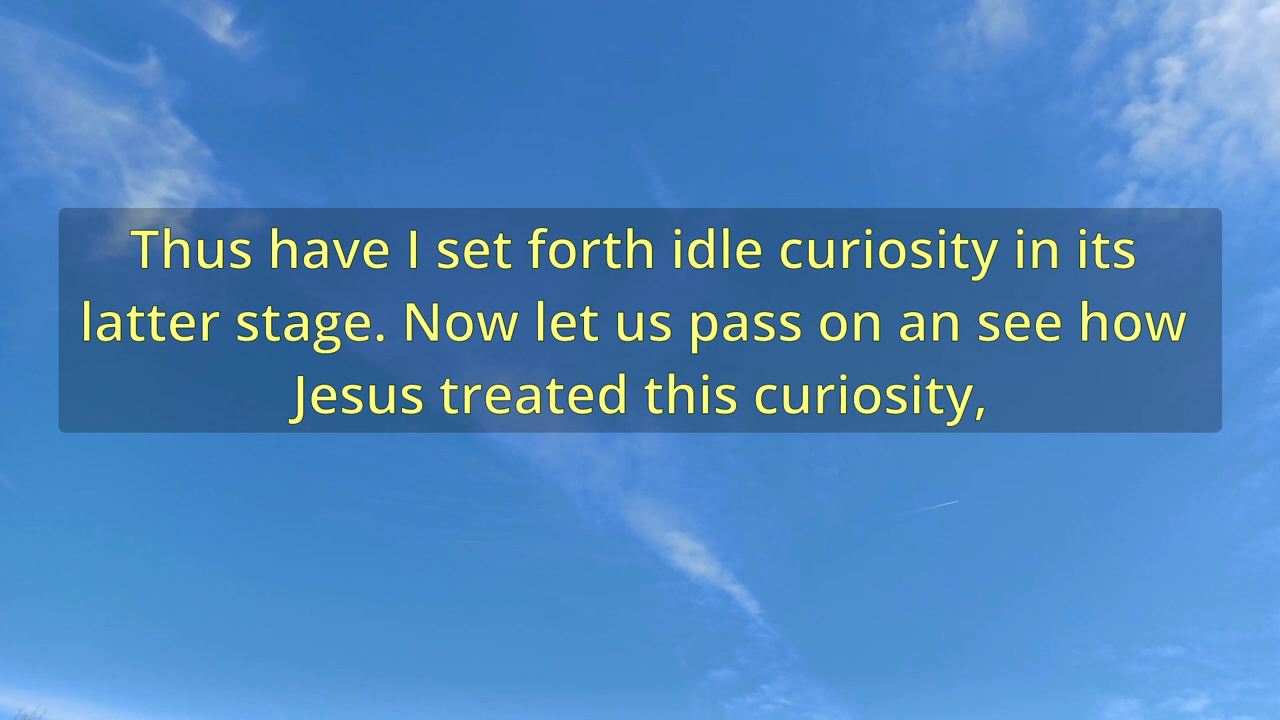 Thus have I set forth idle curiosity in its
latter stage. Now let us pass on an see how
Jesus treated this curiosity,